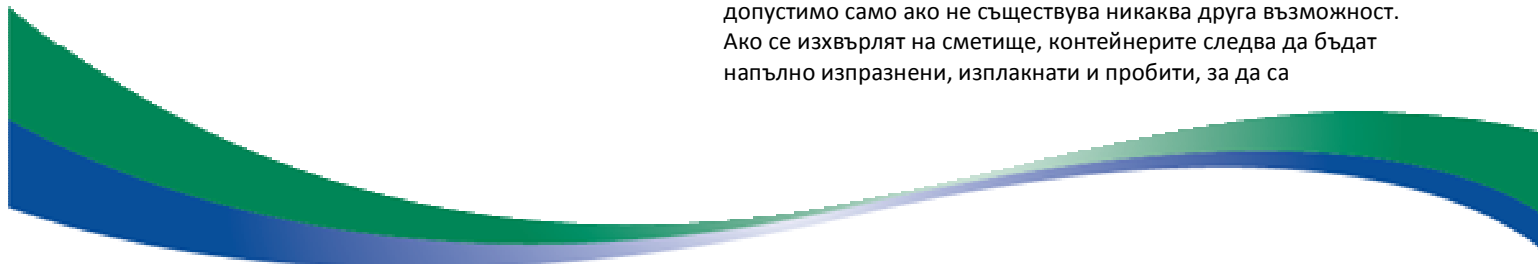 допустимо само ако не съществува никаква друга възможност.
Ако се изхвърлят на сметище, контейнерите следва да бъдат
напълно изпразнени, изплакнати и пробити, за да са